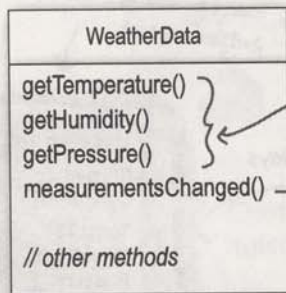 WeatherData
getTemperature()
getHumidity()
getPressure()
measurementsChanged()
// other methods